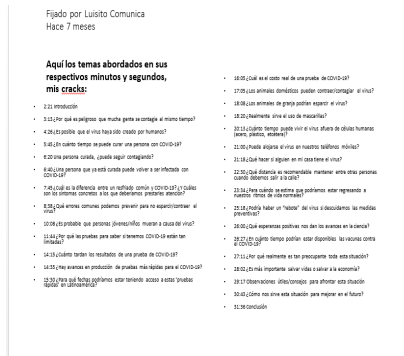 Fijado por Luisito Comunica
Hace 7 meses
Aquí los temas abordados en sus
respectivos minutos y segundos,
mis cracks:
• 2:21 Introducción
• 3:13 ¿Por qué es peligroso que mucha gente se contagie al mismo tiempo?
• 4:26 ¿Es posible que el virus haya sido creado por humanos?
• 5:40 ¿En cuánto tiempo se puede curar una persona con COVID-19?
• 6:20 Una persona curada, ¿puede seguir contagiando?
• 6:40 ¿Una persona que ya está curada puede volver a ser infectada con
COVID-19?
• 7:45 ¿Cuál es la diferencia entre un resfriado común y COVID-19? ¿Y cuáles
son los síntomas concretos a los que deberíamos prestarles atención?
• 8:56 ¿Qué errores comunes podemos prevenir para no esparcir/contraer el
virus?
• 10:06 ¿Es probable que personas jóvenes/niños mueran a causa del virus?
• 11:44 ¿Por qué las pruebas para saber si tenemos COVID-19 están tan
limitadas?
• 14:15 ¿Cuánto tardan los resultados de una prueba de COVID-19?
• 14:35 ¿Hay avances en producción de pruebas más rápidas para el COVID-19?
• 15:30 ¿Para qué fechas podríamos estar teniendo acceso a estas "pruebas
rápidas" en Latinoamérica?
• 16:05 ¿Cuál es el costo real de una prueba de COVID-19?
• 17:05 ¿Los animales domésticos pueden contraer/contagiar el virus?
• 18:08 ¿Los animales de granja podrían esparcir el virus?
• 18:20 ¿Realmente sirve el uso de mascarillas?
• 20:13 ¿Cuánto tiempo puede vivir el virus afuera de células humanas
(acero, plástico, etcétera)?
• 21:00 ¿Puede alojarse el virus en nuestros teléfonos móviles?
• 21:18 ¿Qué hacer si alguien en mi casa tiene el virus?
• 22:50 ¿Qué distancia es recomendable mantener entre otras personas
cuando debemos salir a la calle?
• 23:34 ¿Para cuándo se estima que podríamos estar regresando a
nuestros ritmos de vida normales?
• 25:18 ¿Podría haber un "rebote" del virus si descuidamos las medidas
preventivas?
• 26:00 ¿Qué esperanzas positivas nos dan los avances en la ciencia?
• 26:27 ¿En cuánto tiempo podrían estar disponibles las vacunas contra
el COVID-19?
• 27:11 ¿Por qué realmente es tan preocupante toda esta situación?
• 28:02 ¿Es más importante salvar vidas o salvar a la economía?
• 29:17 Observaciones útiles/consejos para afrontar esta situación
• 30:43 ¿Cómo nos sirve esta situación para mejorar en el futuro?
• 31:36 Conclusión